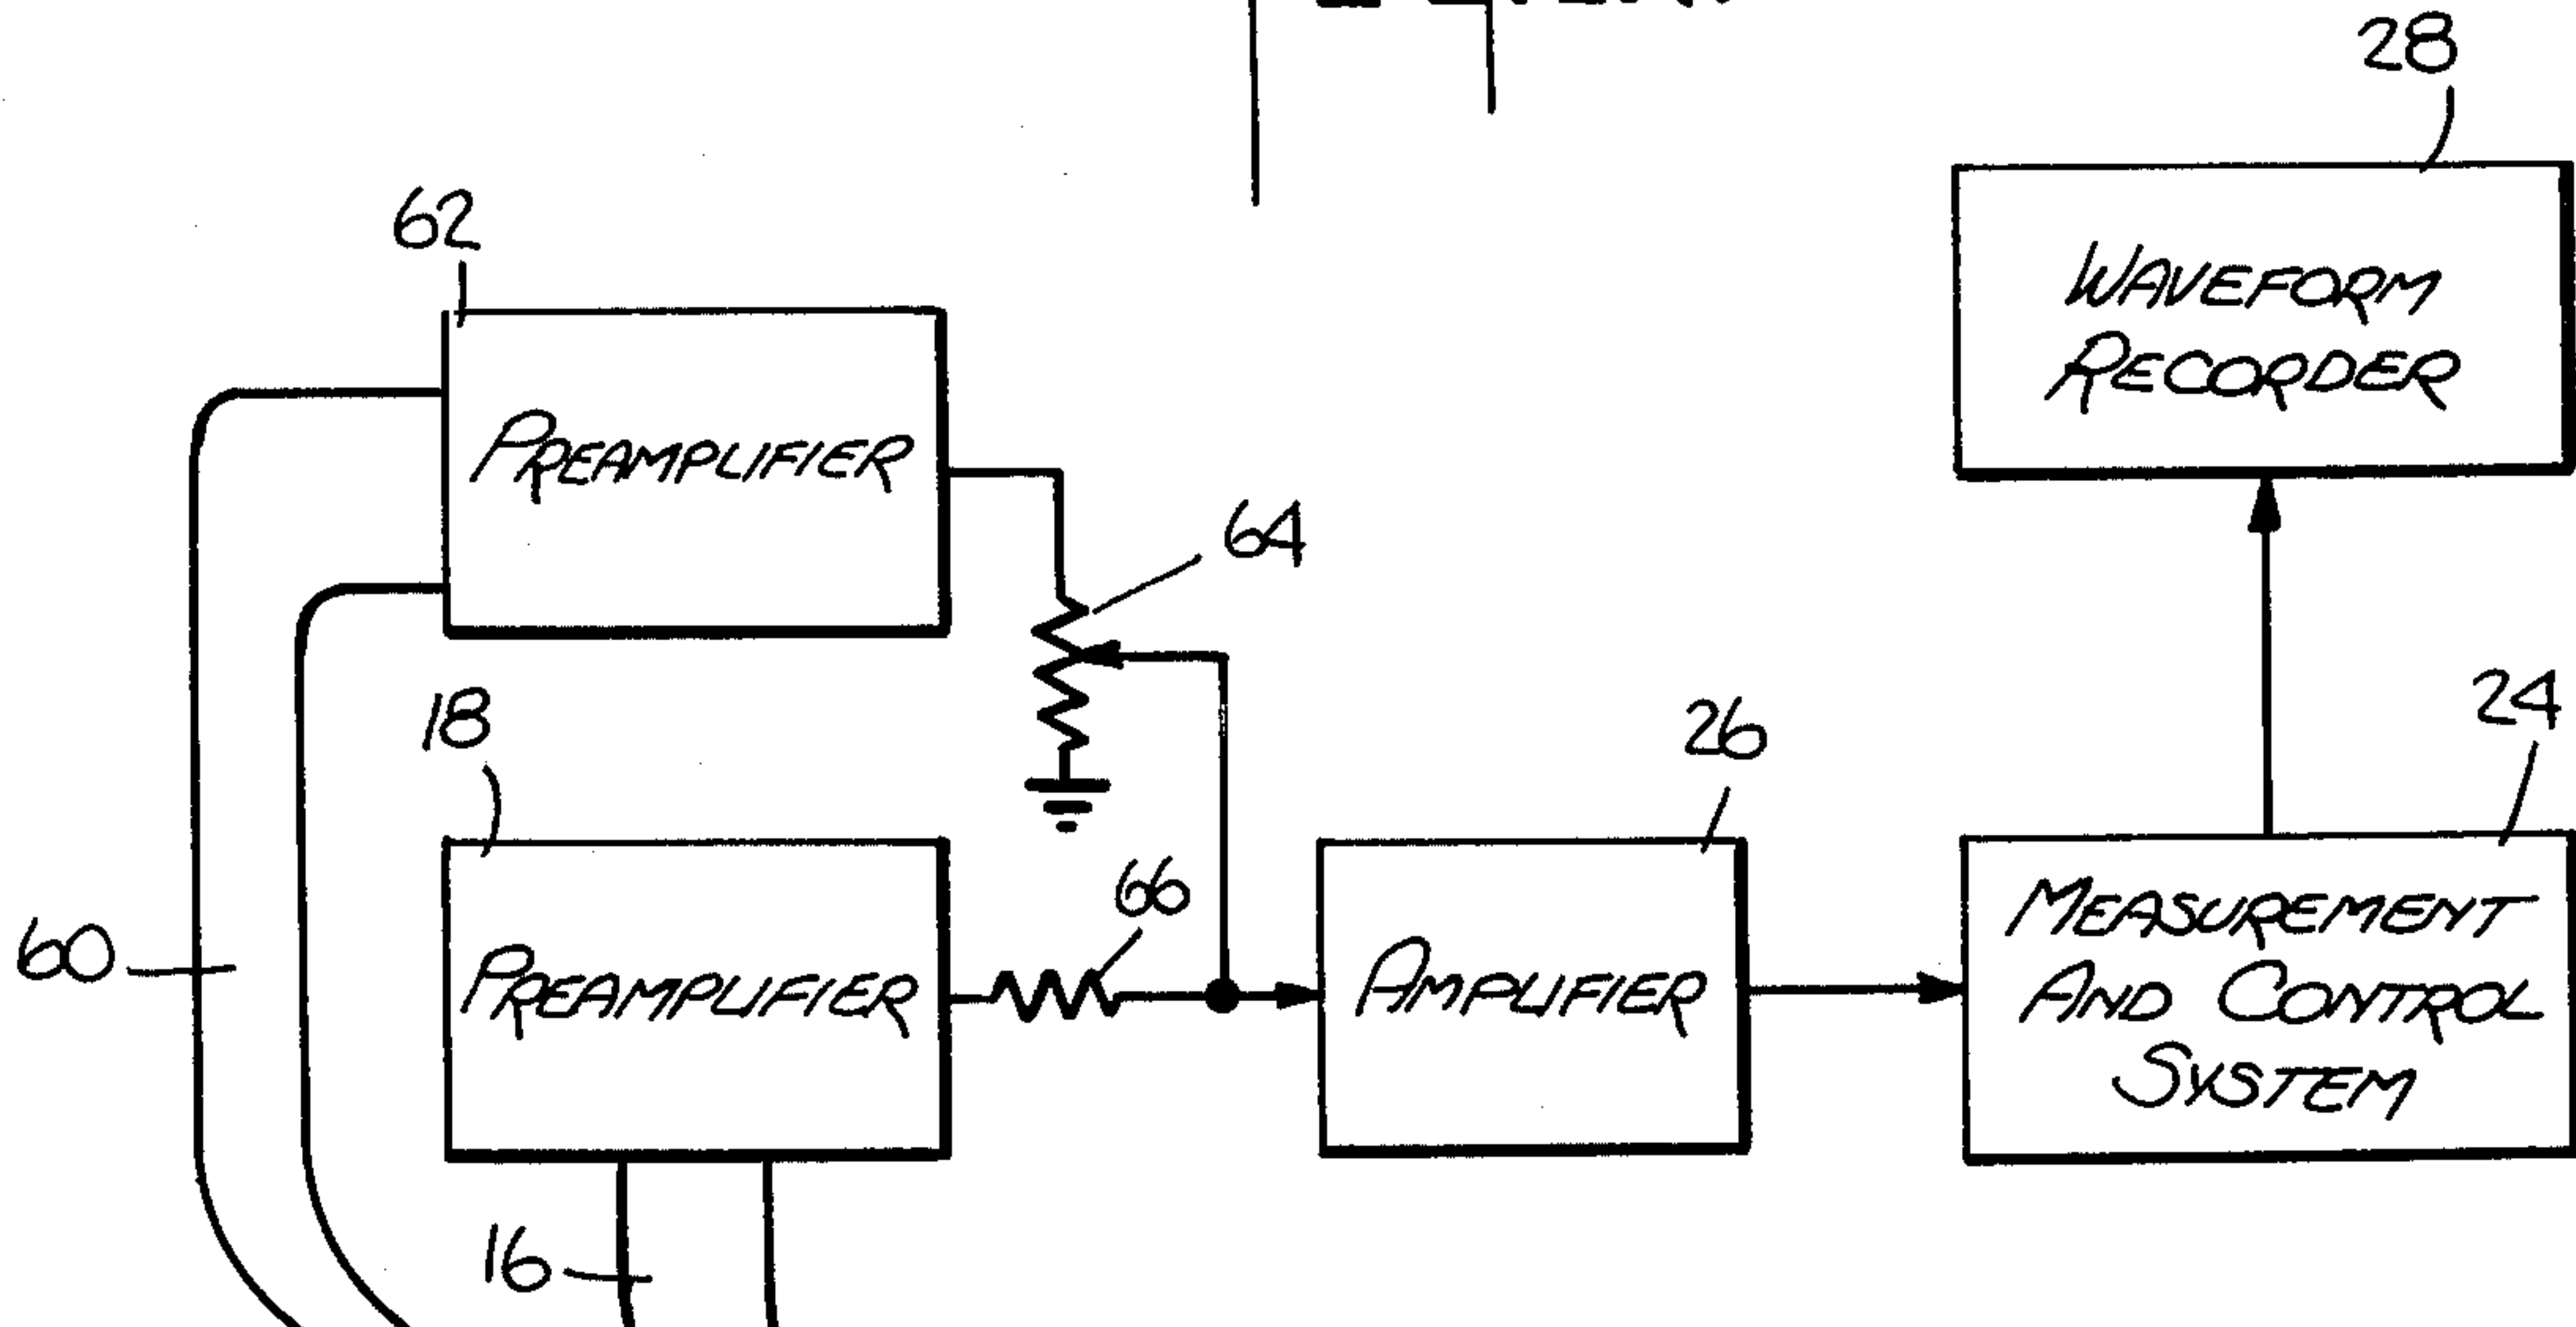 28
62
WAVEFORM
RECORDER
PREAMPLIFIER
64
18
26
24
66
MEASUREMENT
AND CONTROL
SYSTEM
60
PREAMPLIFIER
AMPLIFIER
16